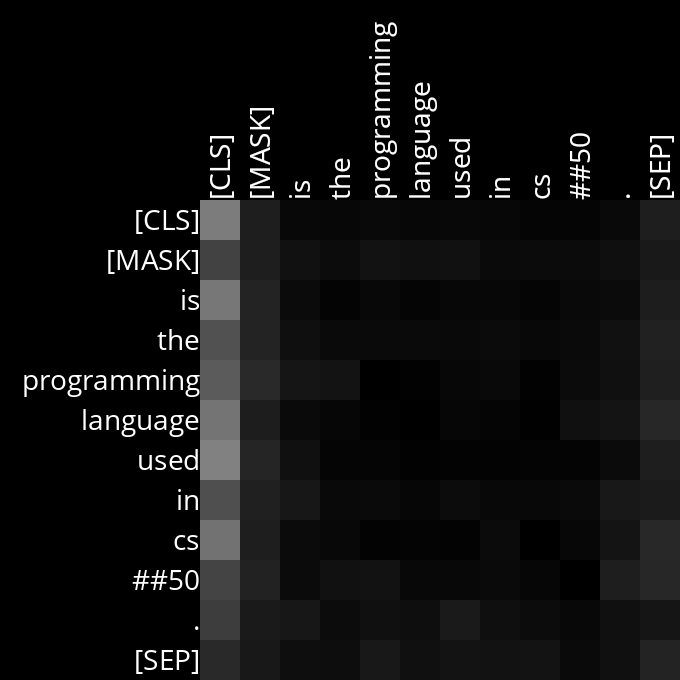 [CLS]
[MASK]
is
the
programming
language
used
in
cs
##50
.
[SEP]
[CLS]
[MASK]
is
the
programming
language
used
in
cs
##50
.
[SEP]